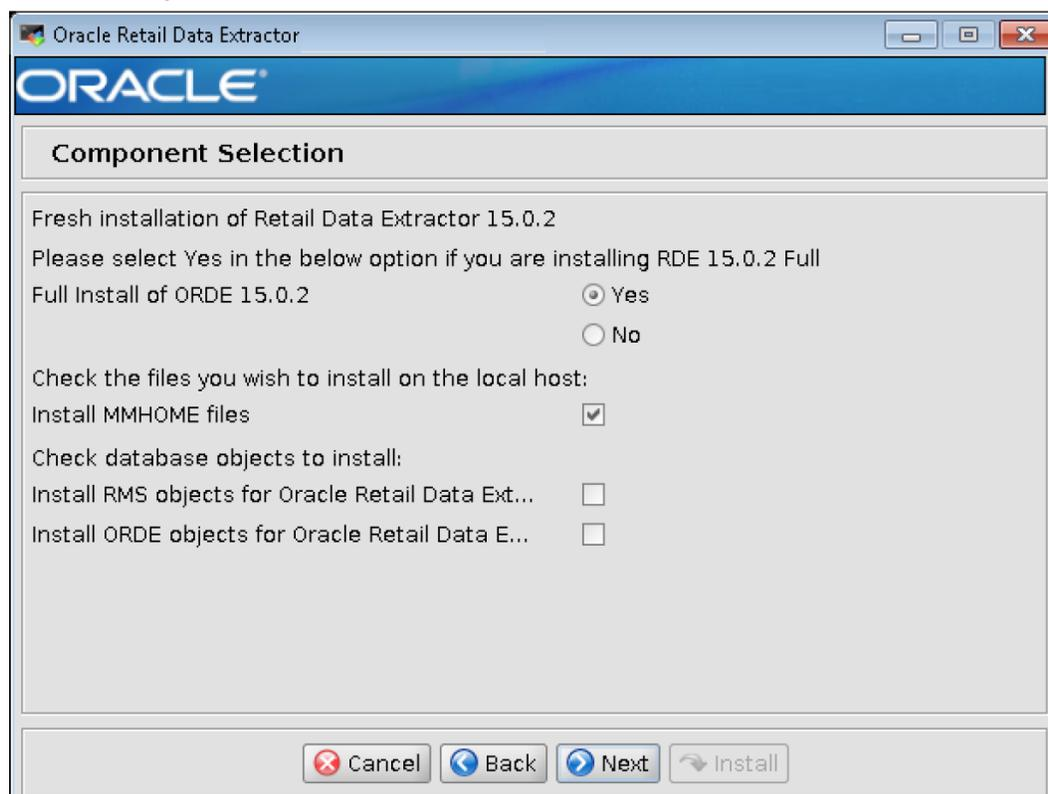 Oracle Retail Data Extractor
ORACLE®
Component Selection
Fresh installation of Retail Data Extractor 15.0.2
Please select Yes in the below option if you are installing RDE 15.0.2 Full
Full Install of ORDE 15.0.2
Yes
No
Check the files you wish to install on the local host:
Install MMHOME files
Check database objects to install:
Install RMS objects for Oracle Retail Data Ext...
Install ORDE objects for Oracle Retail Data E...
Cancel Back Next Install